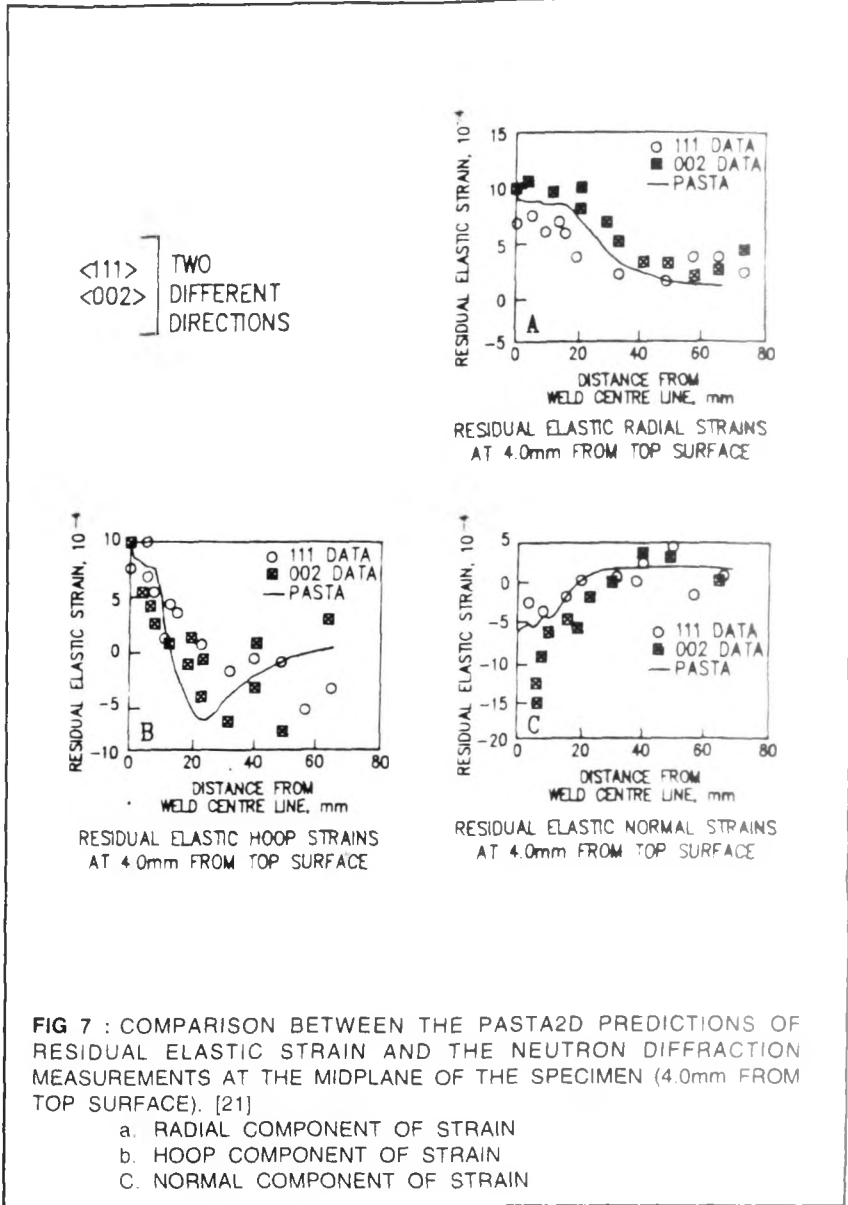 <111> TWO
<002> DIFFERENT
DIRECTIONS
RESIDUAL ELASTIC STRAIN, 10⁻⁴
15
10
5
0
-5
○ 111 DATA
■ 002 DATA
— PASTA
A
0 20 40 60 80
DISTANCE FROM
WELD CENTRE LINE, mm
RESIDUAL ELASTIC RADIAL STRAINS
AT 4.0mm FROM TOP SURFACE
RESIDUAL ELASTIC STRAIN, 10⁻⁴
10
5
0
-5
-10
○ 111 DATA
■ 002 DATA
— PASTA
B
0 20 40 60 80
DISTANCE FROM
WELD CENTRE LINE, mm
RESIDUAL ELASTIC HOOP STRAINS
AT 4.0mm FROM TOP SURFACE
RESIDUAL ELASTIC STRAIN, 10⁻⁴
5
0
-5
-10
-15
-20
○ 111 DATA
■ 002 DATA
— PASTA
C
0 20 40 60 80
DISTANCE FROM
WELD CENTRE LINE, mm
RESIDUAL ELASTIC NORMAL STRAINS
AT 4.0mm FROM TOP SURFACE
FIG 7 : COMPARISON BETWEEN THE PASTA2D PREDICTIONS OF
RESIDUAL ELASTIC STRAIN AND THE NEUTRON DIFFRACTION
MEASUREMENTS AT THE MIDPLANE OF THE SPECIMEN (4.0mm FROM
TOP SURFACE). [21]
a. RADIAL COMPONENT OF STRAIN
b. HOOP COMPONENT OF STRAIN
C. NORMAL COMPONENT OF STRAIN